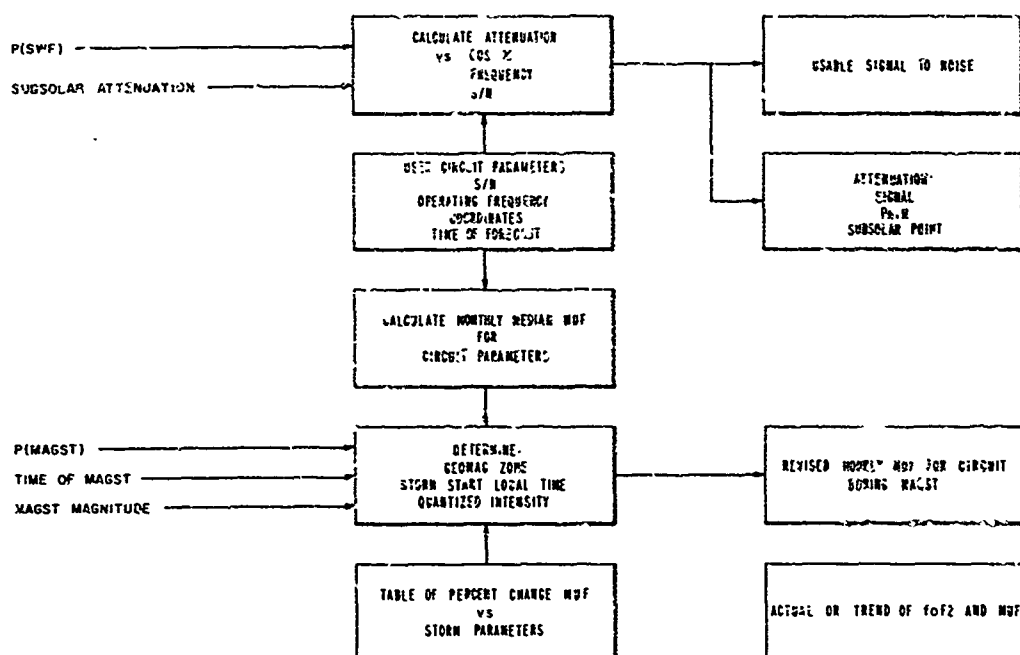 P(SWF)
SUBSOLAR ATTENUATION
CALCULATE ATTENUATION
vs COS χ
FREQUENCY
S/N
USABLE SIGNAL TO NOISE
USER CIRCUIT PARAMETERS
S/N
OPERATING FREQUENCY
COORDINATES
TIME OF FORECAST
ATTENUATION
SIGNAL
SUBSOLAR POINT
CALCULATE MONTHLY MEDIAN MUF
FOR
CIRCUIT PARAMETERS
P(MAGST)
TIME OF MAGST
MAGST MAGNITUDE
DETERMINE
GEOMAG ZONE
STORM START LOCAL TIME
QUANTIZED INTENSITY
REVISED HOURLY MUF FOR CIRCUIT
DURING MAGST
TABLE OF PERCENT CHANGE MUF
vs
STORM PARAMETERS
ACTUAL OR TREND OF foF2 AND MUF